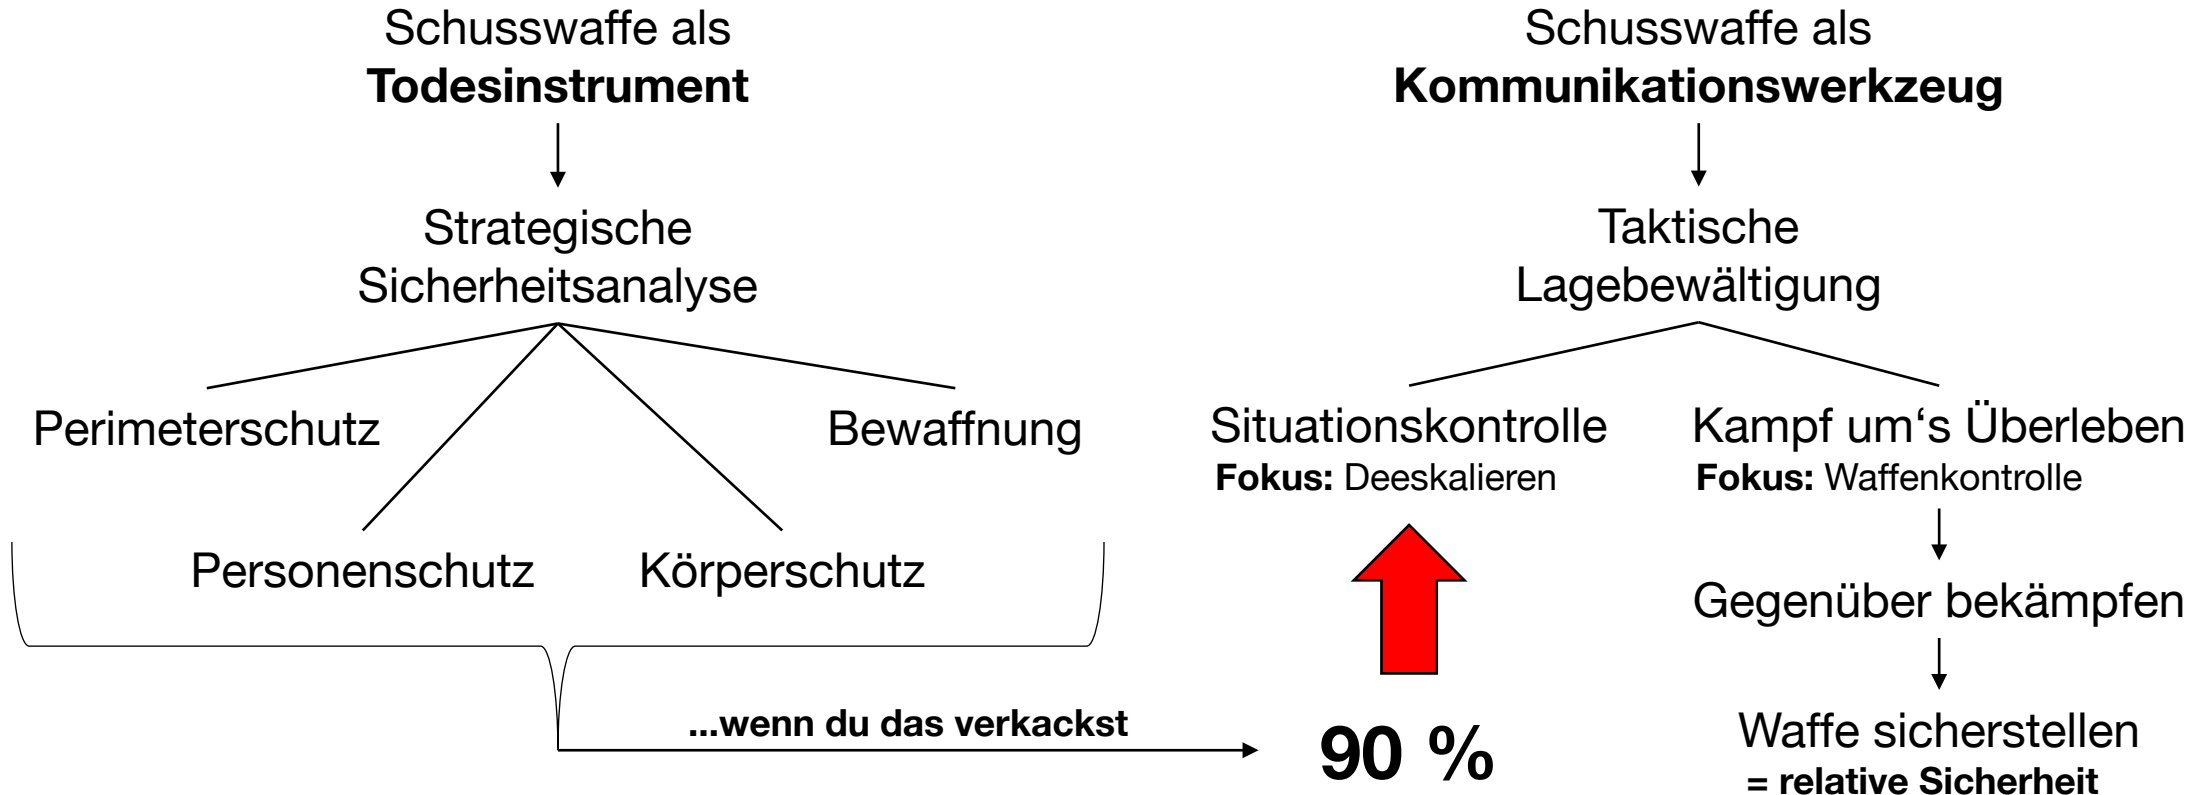 Schusswaffe als
Todesinstrument
Strategische
Sicherheitsanalyse
Perimeterschutz
Bewaffnung
Personenschutz
Körperschutz
...wenn du das verkackst
Schusswaffe als
Kommunikationswerkzeug
Taktische
Lagebewältigung
Situationskontrolle
Fokus: Deeskalieren
90 %
Kampf um‘s Überleben
Fokus: Waffenkontrolle
Gegenüber bekämpfen
Waffe sicherstellen
= relative Sicherheit